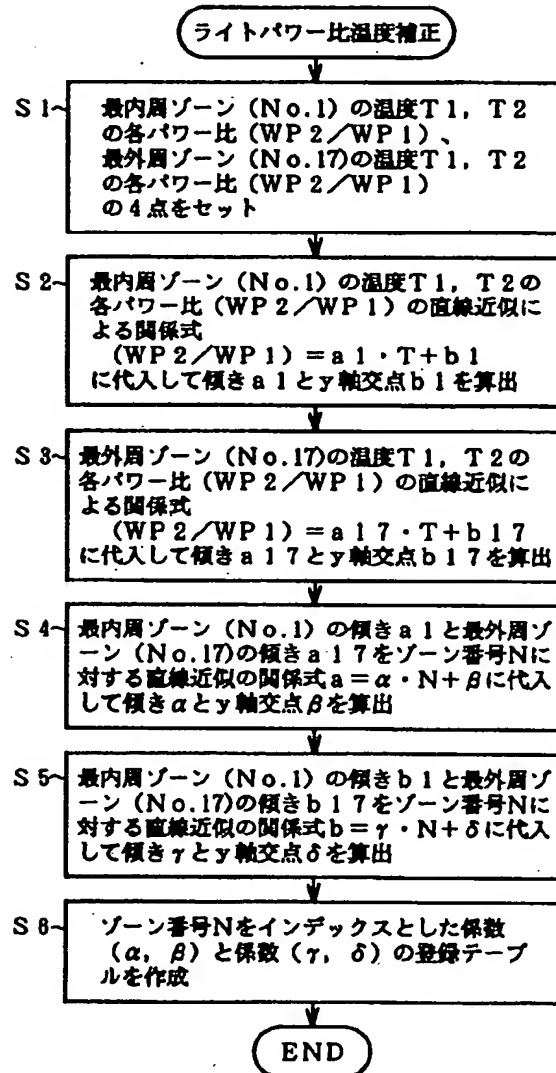 ライトパワー比温度補正
S1
最内周ゾーン(No.1)の温度T1, T2
の各パワー比(WP2/WP1)、
最外周ゾーン(No.17)の温度T1, T2
の各パワー比(WP2/WP1)
の4点をセット
S2
最内周ゾーン(No.1)の温度T1, T2の
各パワー比(WP2/WP1)の直線近似に
よる関係式
(WP2/WP1)=a1・T+b1
に代入して傾きa1とy軸交点b1を算出
S3
最外周ゾーン(No.17)の温度T1, T2の
各パワー比(WP2/WP1)の直線近似に
よる関係式
(WP2/WP1)=a17・T+b17
に代入して傾きa17とy軸交点b17を算出
S4
最内周ゾーン(No.1)の傾きa1と最外周ゾ
ーン(No.17)の傾きa17をゾーン番号Nに
対する直線近似の関係式a=α・N+βに代入
して傾きαとy軸交点βを算出
S5
最内周ゾーン(No.1)の傾きb1と最外周ゾ
ーン(No.17)の傾きb17をゾーン番号Nに
対する直線近似の関係式b=γ・N+δに代入
して傾きγとy軸交点δを算出
S6
ゾーン番号Nをインデックスとした係数
(α, β)と係数(γ, δ)の登録テーブ
ルを作成
END